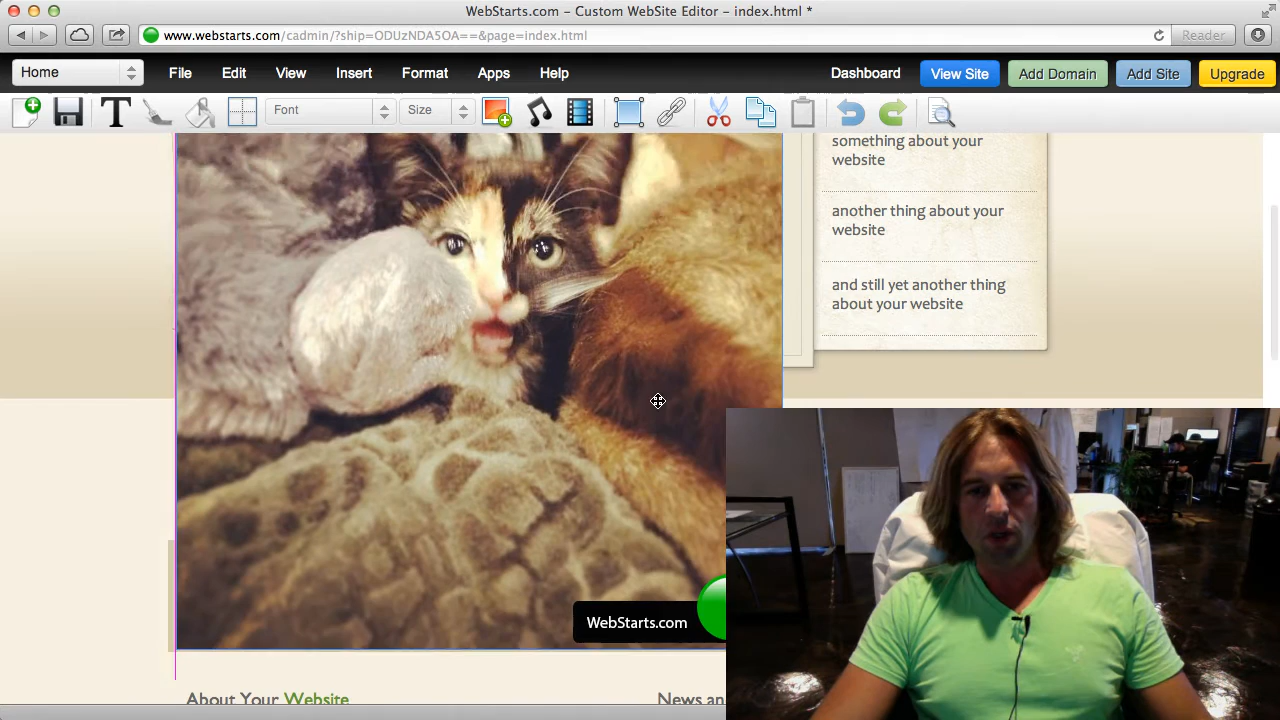 WebStarts.com – Custom WebSite Editor – index.html *
www.webstarts.com/cadmin/?ship=ODUzNDA5OA==&page=index.html
Reader
Home File Edit View Insert Format Apps Help Dashboard View Site Add Domain Add Site Upgrade
T Font Size
something about your
website
another thing about your
website
and still yet another thing
about your website
WebStarts.com
About Your Website
News an